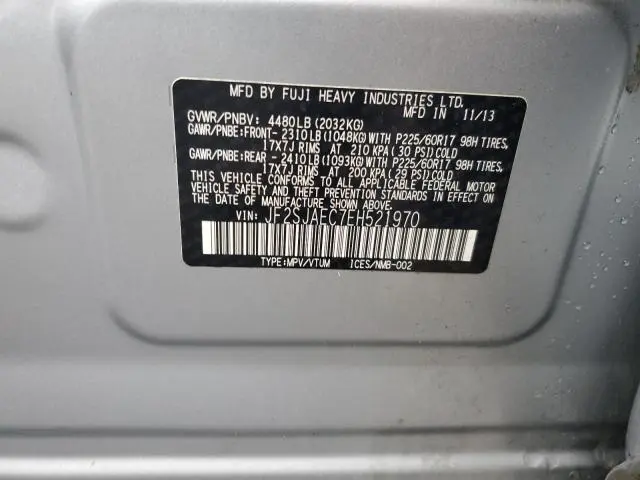 MFD BY FUJI HEAVY INDUSTRIES LTD.
MFD IN 11/13
GVWR/PNBV: 4480LB(2032KG)
GAWR/PNBE:FRONT- 2310LB(1048KG)WITH P225/60R17 98H TIRES,
17X7J RIMS AT 210 KPA(30 PSI)COLD
GAWR/PNBE:REAR - 2410LB(1093KG)WITH P225/60R17 98H TIRES,
17X7J RIMS AT 200 KPA(29 PSI)COLD
THIS VEHICLE CONFORMS TO ALL APPLICABLE FEDERAL MOTOR
VEHICLE SAFETY, BUMPER, AND THEFT PREVENTION STANDARDS IN EFFECT ON
THE DATE OF MANUFACTURE SHOWN ABOVE.
VIN: JF2SJAEC7EH521970
TYPE:MPV/VTUM ICES/NMB-002